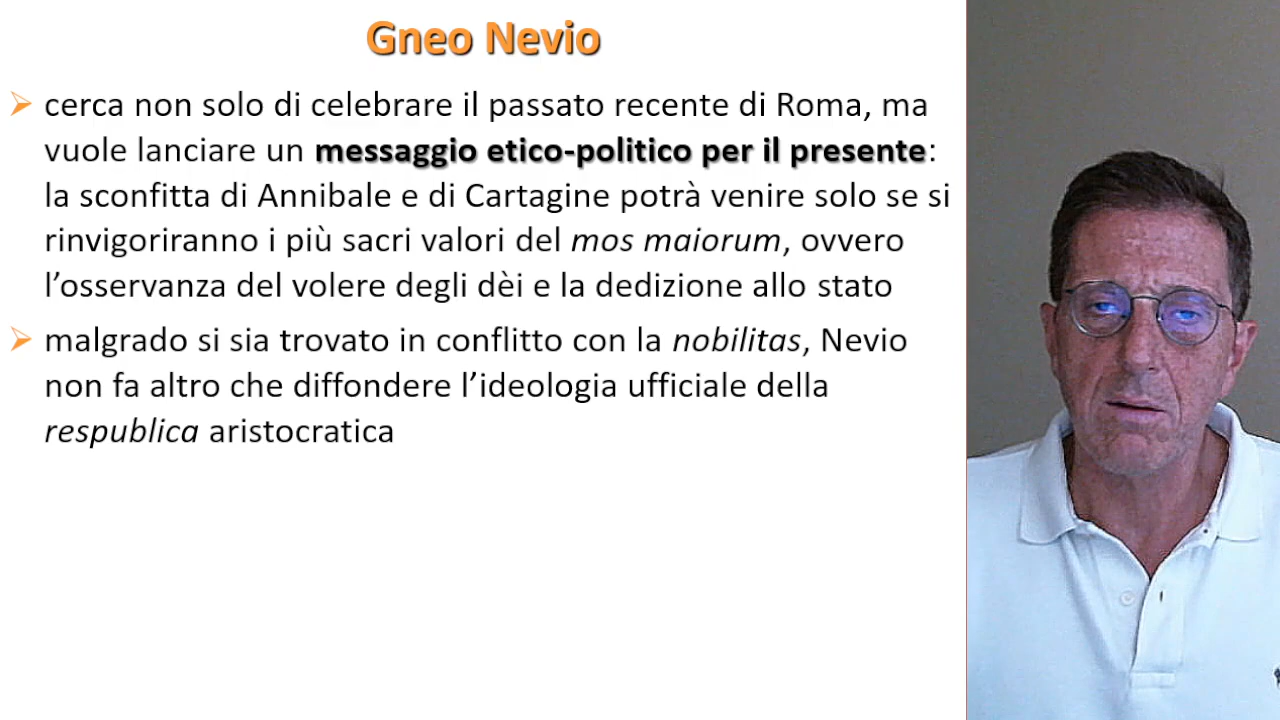 Gneo Nevio
➢ cerca non solo di celebrare il passato recente di Roma, ma
vuole lanciare un messaggio etico-politico per il presente:
la sconfitta di Annibale e di Cartagine potrà venire solo se si
rinvigoriranno i più sacri valori del mos maiorum, ovvero
l’osservanza del volere degli dèi e la dedizione allo stato
➢ malgrado si sia trovato in conflitto con la nobilitas, Nevio
non fa altro che diffondere l’ideologia ufficiale della
respublica aristocratica